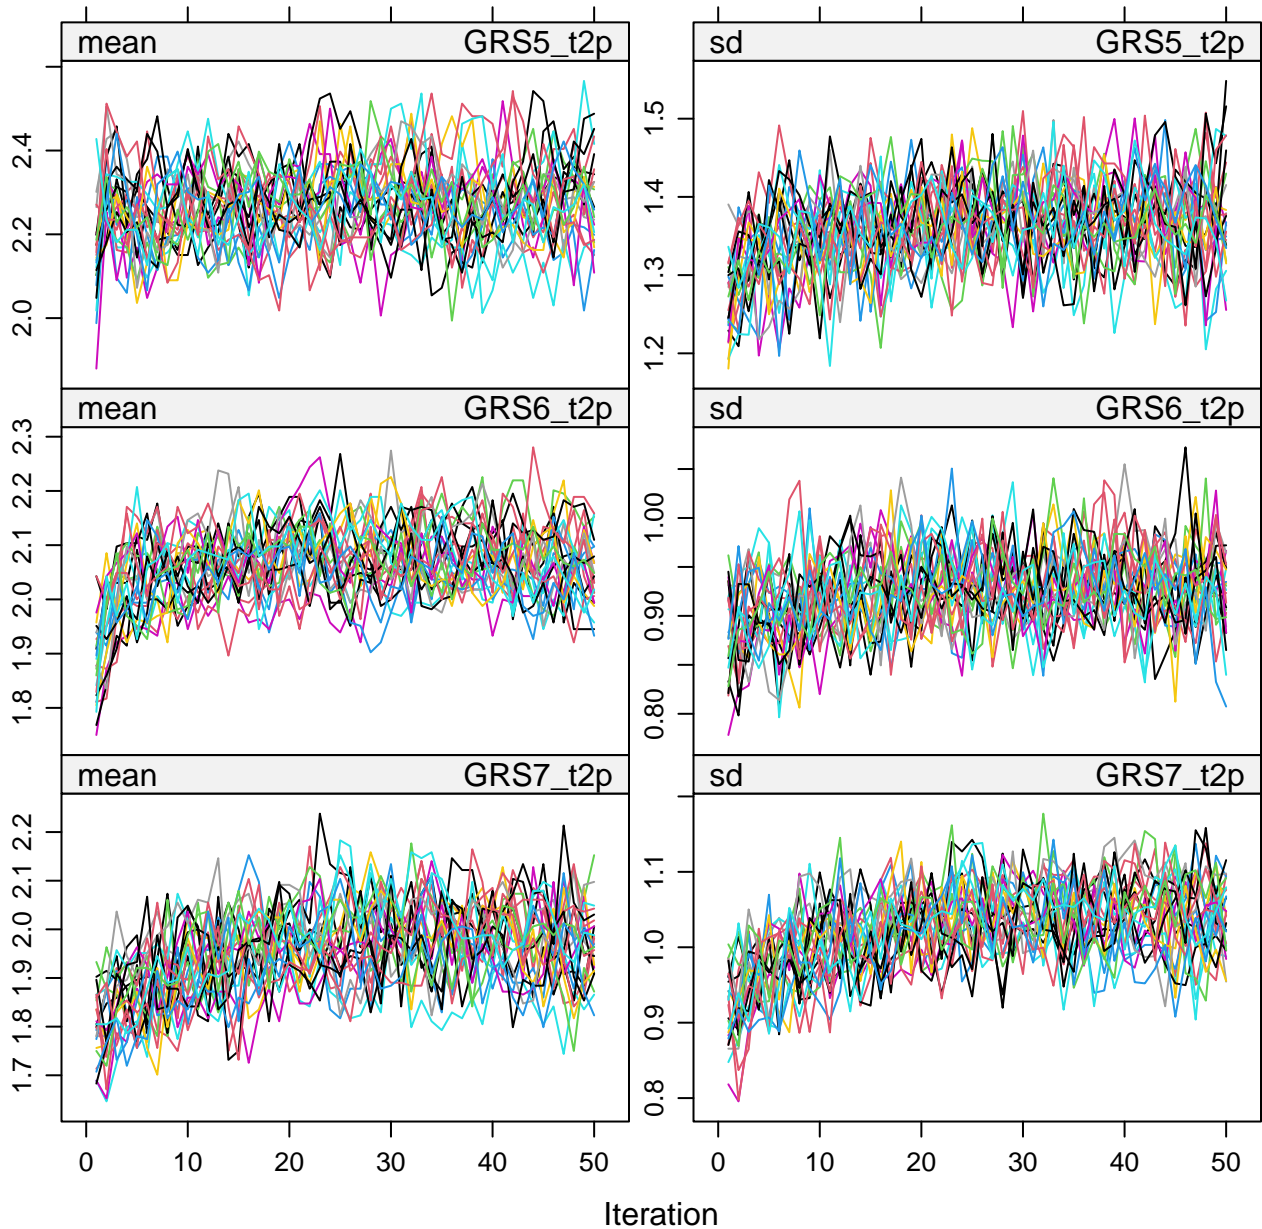 mean GRS5_t2p
sd GRS5_t2p
2.0 2.2 2.4
1.2 1.3 1.4 1.5
mean GRS6_t2p
sd GRS6_t2p
1.8 1.9 2.0 2.1 2.2 2.3
0.80 0.90 1.00
mean GRS7_t2p
sd GRS7_t2p
1.7 1.8 1.9 2.0 2.1 2.2
0.8 0.9 1.0 1.1
0 10 20 30 40 50
0 10 20 30 40 50
Iteration